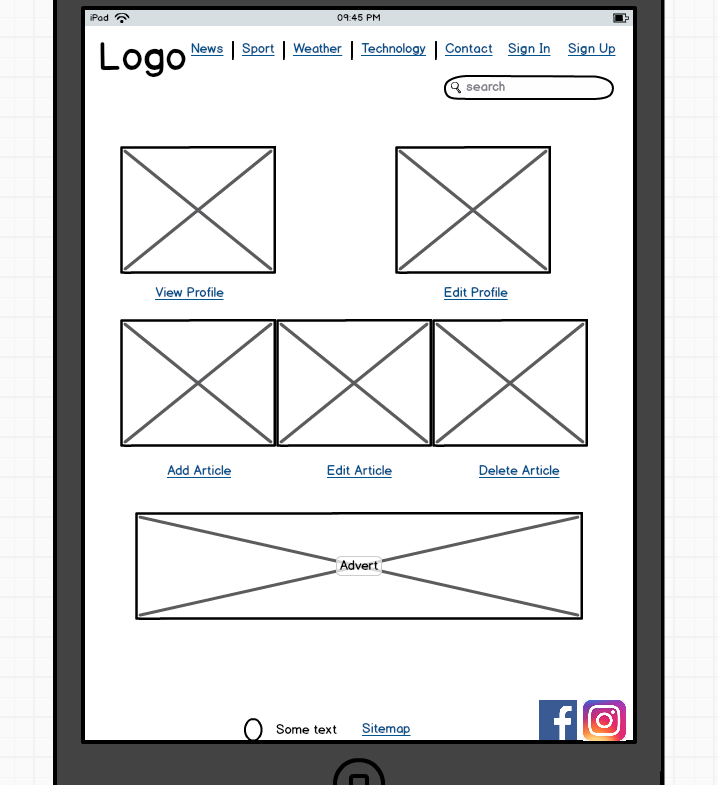 iPad 09:45 PM
Logo News Sport Weather Technology Contact Sign In Sign Up
search
View Profile Edit Profile
Add Article Edit Article Delete Article
Advert
Some text Sitemap